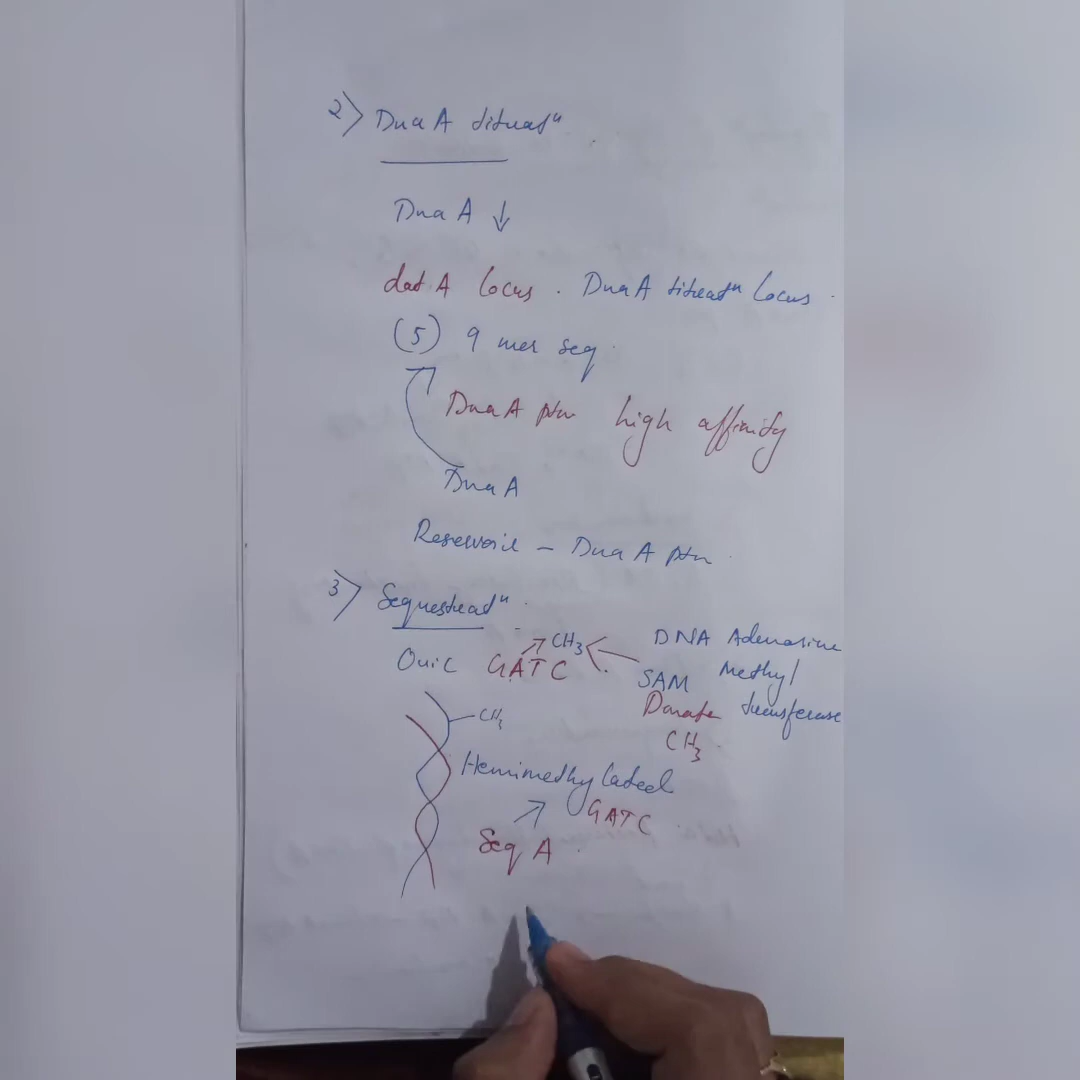 2) DnaA titratⁿ
DnaA ↓
datA locus. DnaA titratⁿ locus.
(5) 9 mer seq.
DnaA ptn high affinity
DnaA
Reservoir - DnaA ptn.
3) Sequestratⁿ.
OriC GATC CH3
DNA Adenosine Methyl transferase
SAM
Donate
CH3
CH3
Hemimethylated
GATC
Seq A